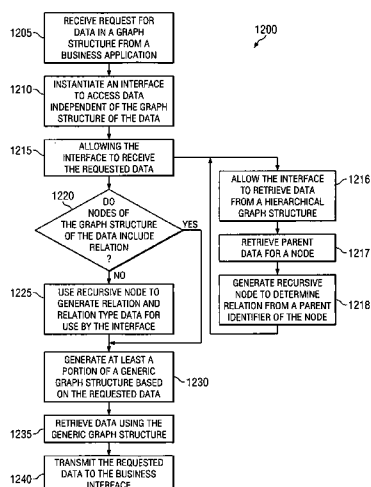 1200
1205
RECEIVE REQUEST FOR
DATA IN A GRAPH
STRUCTURE FROM A
BUSINESS APPLICATION
1210
INSTANTIATE AN INTERFACE
TO ACCESS DATA
INDEPENDENT OF THE GRAPH
STRUCTURE OF THE DATA
1215
ALLOWING THE
INTERFACE TO RECEIVE
THE REQUESTED DATA
1216
ALLOW THE INTERFACE
TO RETRIEVE DATA
FROM A HIERARCHICAL
GRAPH STRUCTURE
1217
RETRIEVE PARENT
DATA FOR A NODE
1218
GENERATE RECURSIVE
NODE TO DETERMINE
RELATION FROM A PARENT
IDENTIFIER OF THE NODE
1220
DO
NODES OF
THE GRAPH STRUCTURE
OF THE DATA INCLUDE
RELATION
?
YES
NO
1225
USE RECURSIVE NODE TO
GENERATE RELATION AND
RELATION TYPE DATA FOR
USE BY THE INTERFACE
1230
GENERATE AT LEAST A
PORTION OF A GENERIC
GRAPH STRUCTURE BASED
ON THE REQUESTED DATA
1235
RETRIEVE DATA USING THE
GENERIC GRAPH STRUCTURE
1240
TRANSMIT THE REQUESTED
DATA TO THE BUSINESS
INTERFACE